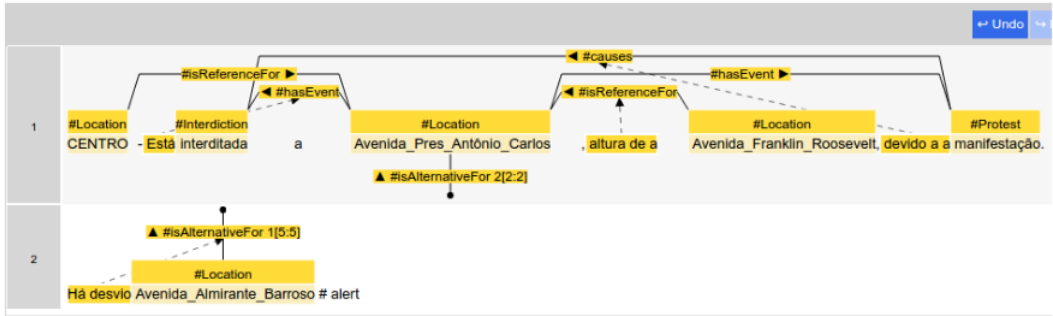 ↩ Undo
◄ #causes
#isReferenceFor ► #hasEvent ►
◄ #hasEvent ◄ #isReferenceFor
#Location #Interdiction #Location #Location #Protest
1
CENTRO - Está interditada a Avenida_Pres_Antônio_Carlos , altura de a Avenida_Franklin_Roosevelt, devido a a manifestação.
▲ #isAlternativeFor 2[2:2]
▲ #isAlternativeFor 1[5:5]
2
#Location
Há desvio Avenida_Almirante_Barroso # alert